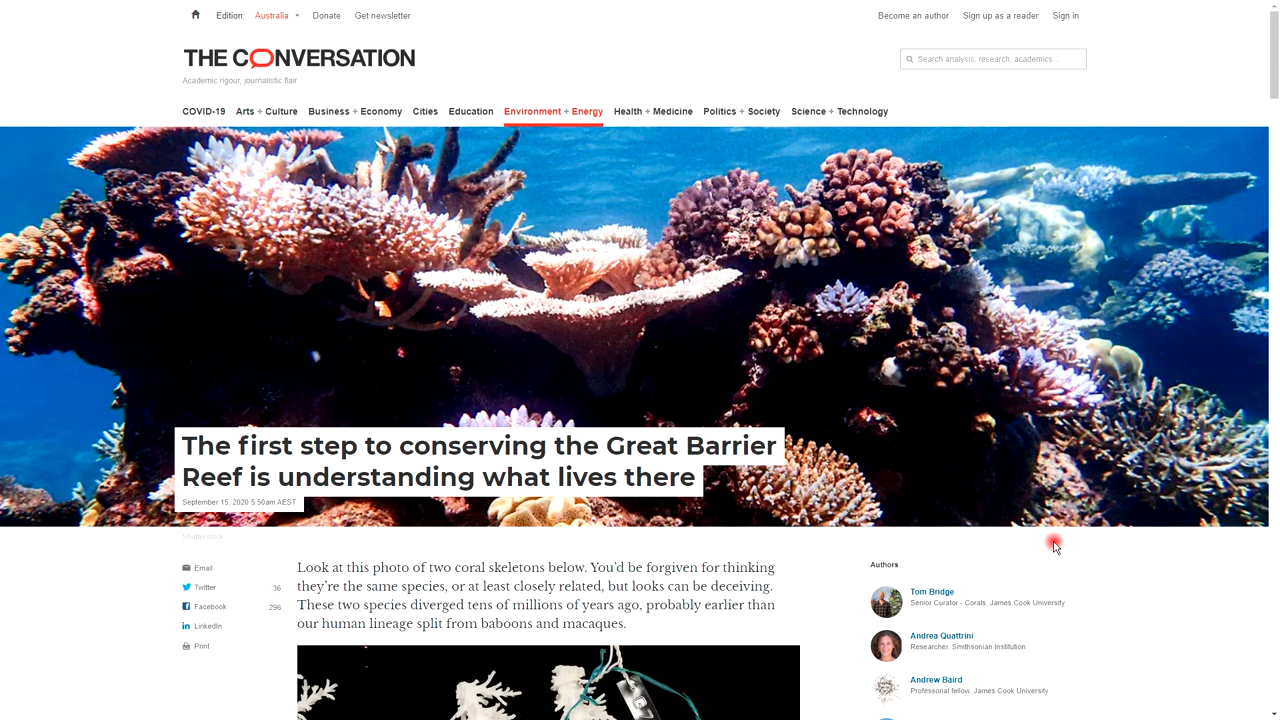 Edition: Australia Donate Get newsletter Become an author Sign up as a reader Sign in
THE CONVERSATION
Search analysis, research, academics…
Academic rigour, journalistic flair
COVID-19 Arts + Culture Business + Economy Cities Education Environment + Energy Health + Medicine Politics + Society Science + Technology
The first step to conserving the Great Barrier
Reef is understanding what lives there
September 15, 2020 5.50am AEST
Shutterstock
Email
Twitter 36
Facebook 296
LinkedIn
Print
Look at this photo of two coral skeletons below. You’d be forgiven for thinking
they’re the same species, or at least closely related, but looks can be deceiving.
These two species diverged tens of millions of years ago, probably earlier than
our human lineage split from baboons and macaques.
Authors
Tom Bridge
Senior Curator - Corals, James Cook University
Andrea Quattrini
Researcher, Smithsonian Institution
Andrew Baird
Professorial fellow, James Cook University